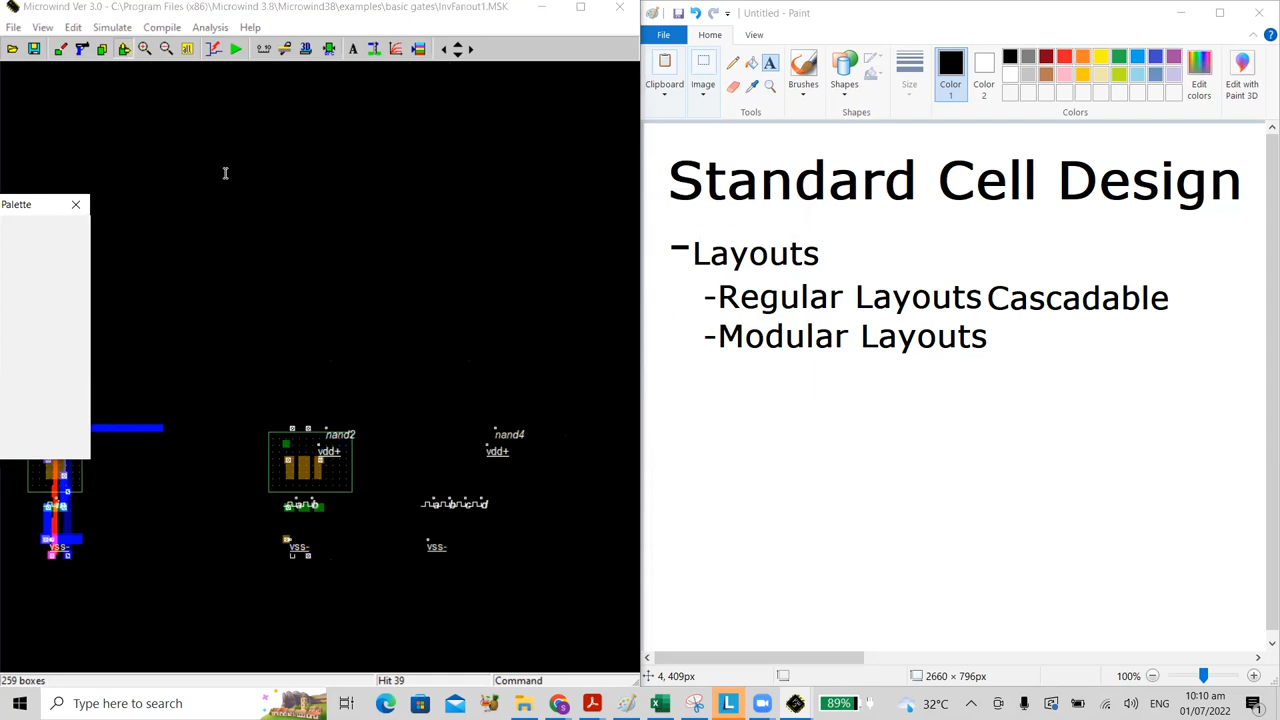 Microwind Ver 3.0 - C:\Program Files (x86)\Microwind 3.8\Microwind38\examples\basic gates\InvFanout1.MSK
File View Edit Simulate Compile Analysis Help
Palette
nand2
vdd+
nand4
vdd+
a b
a b c d
vss-
vss-
vss-
259 boxes
Hit 39
Command
Untitled - Paint
File Home View
Clipboard
Image
Tools
Brushes
Shapes
Shapes
Size
Color 1
Color 2
Colors
Edit colors
Edit with Paint 3D
Standard Cell Design
-Layouts
-Regular Layouts Cascadable
-Modular Layouts
4, 409px
2660 × 796px
100%
Type here to search
89%
32°C
ENG
10:10 am
01/07/2022